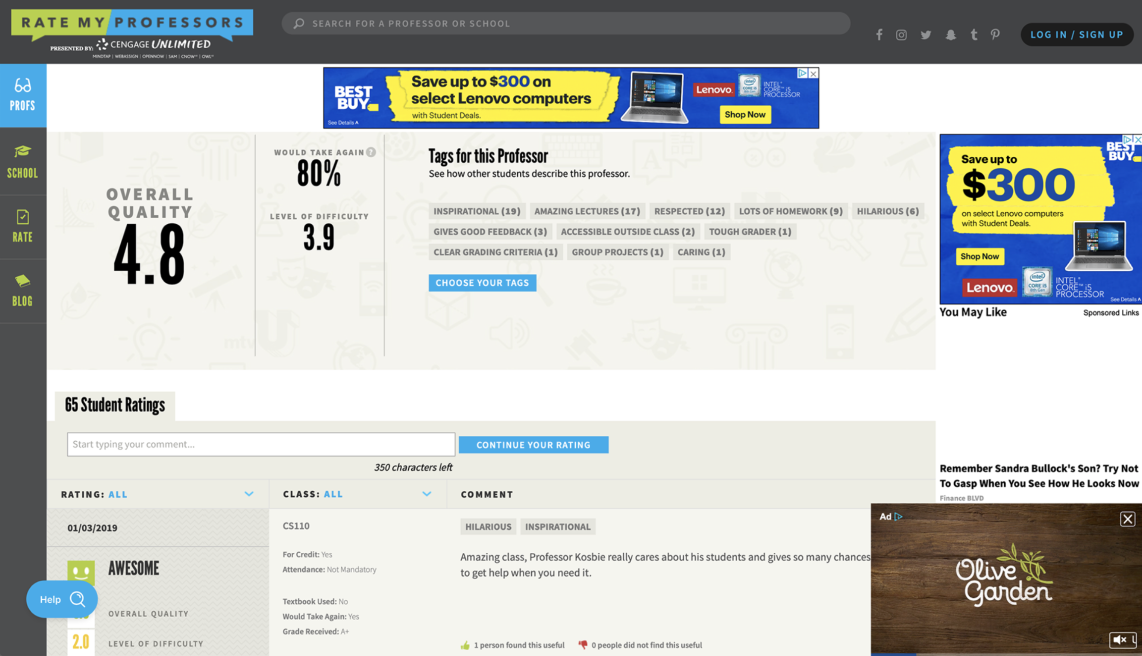 RATE MY PROFESSORS
PRESENTED BY: CENGAGE UNLIMITED
MINDTAP | WEBASSIGN | OPENNOW | SAM | CNOW | OWL
SEARCH FOR A PROFESSOR OR SCHOOL
LOG IN / SIGN UP
PROFS
SCHOOL
RATE
BLOG
BEST BUY
See Details
Save up to $300 on
select Lenovo computers
with Student Deals.
Lenovo
INTEL® CORE™ i5 PROCESSOR
Shop Now
OVERALL
QUALITY
4.8
WOULD TAKE AGAIN ?
80%
LEVEL OF DIFFICULTY
3.9
Tags for this Professor
See how other students describe this professor.
INSPIRATIONAL (19) AMAZING LECTURES (17) RESPECTED (12) LOTS OF HOMEWORK (9) HILARIOUS (6)
GIVES GOOD FEEDBACK (3) ACCESSIBLE OUTSIDE CLASS (2) TOUGH GRADER (1)
CLEAR GRADING CRITERIA (1) GROUP PROJECTS (1) CARING (1)
CHOOSE YOUR TAGS
mtv
BEST BUY
Save up to
$300
on select Lenovo computers
with Student Deals.
Shop Now
Lenovo
INTEL® CORE™ i5 PROCESSOR
See Details
You May Like
Sponsored Links
65 Student Ratings
Start typing your comment...
CONTINUE YOUR RATING
350 characters left
RATING: ALL
CLASS: ALL
COMMENT
01/03/2019
AWESOME
OVERALL QUALITY
2.0
LEVEL OF DIFFICULTY
Help
CS110
For Credit: Yes
Attendance: Not Mandatory
Textbook Used: No
Would Take Again: Yes
Grade Received: A+
HILARIOUS INSPIRATIONAL
Amazing class, Professor Kosbie really cares about his students and gives so many chances
to get help when you need it.
1 person found this useful 0 people did not find this useful
Remember Sandra Bullock's Son? Try Not
To Gasp When You See How He Looks Now
Finance BLVD
Ad
Olive
Garden